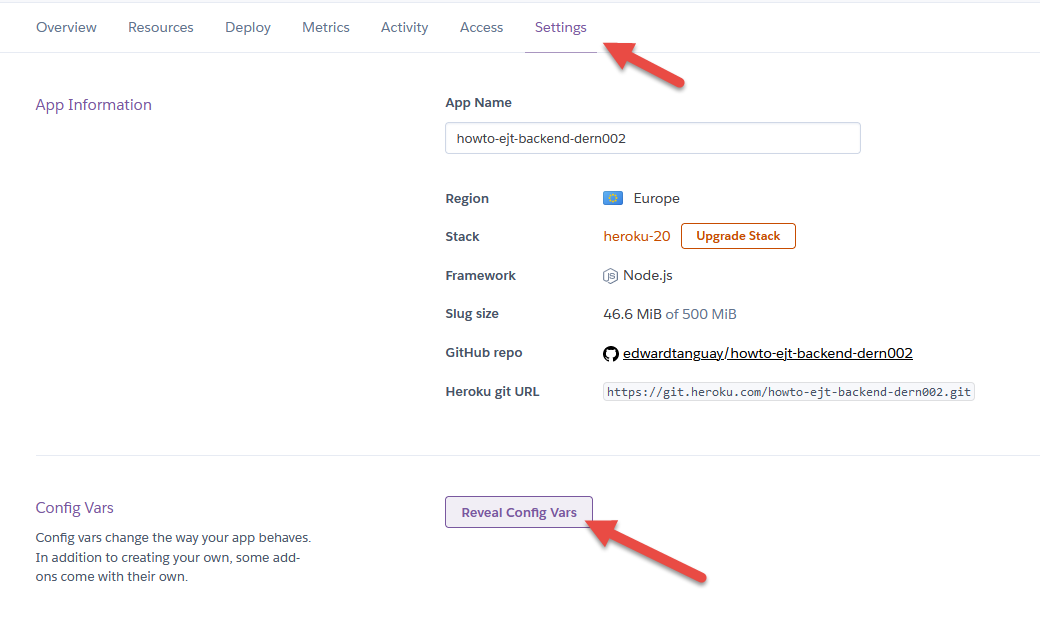 Overview Resources Deploy Metrics Activity Access Settings
App Information
App Name
howto-ejt-backend-dern002
Region Europe
Stack heroku-20 Upgrade Stack
Framework Node.js
Slug size 46.6 MiB of 500 MiB
GitHub repo edwardtanguay/howto-ejt-backend-dern002
Heroku git URL https://git.heroku.com/howto-ejt-backend-dern002.git
Config Vars
Config vars change the way your app behaves.
In addition to creating your own, some add-
ons come with their own.
Reveal Config Vars